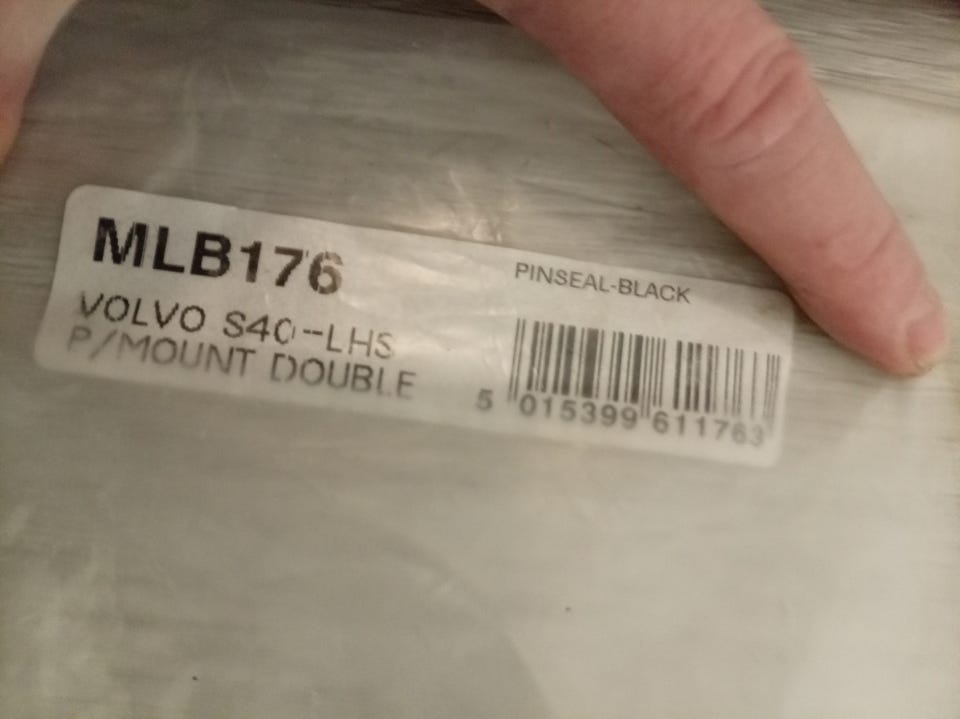 MLB176
VOLVO S40--LHS
P/MOUNT DOUBLE
PINSEAL-BLACK
5 015399 611763